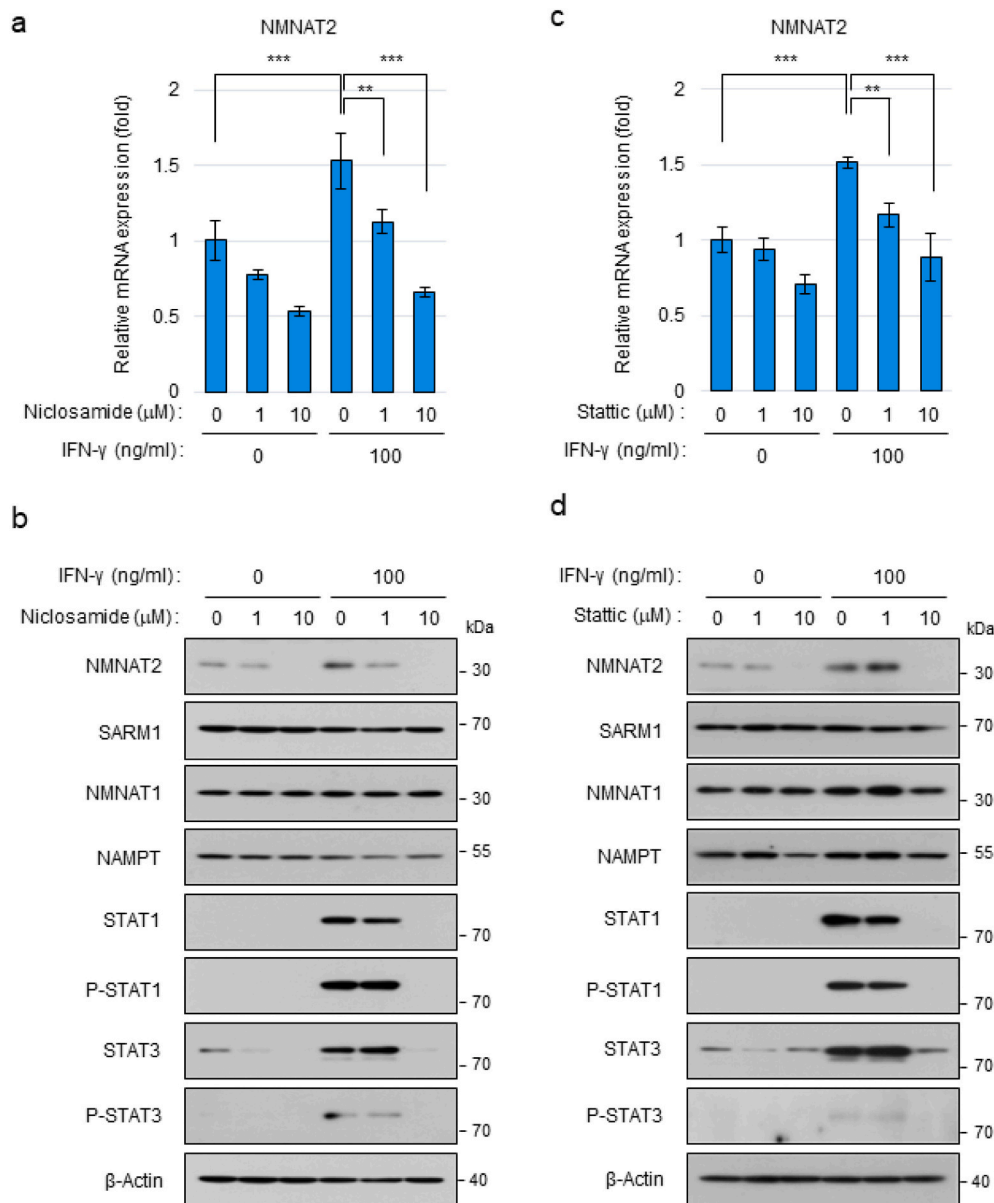 a
NMNAT2
*** ***
**
Relative mRNA expression (fold)
2
1.5
1
0.5
0
Niclosamide (μM) : 0 1 10 0 1 10
IFN-γ (ng/ml) : 0 100
c
NMNAT2
*** ***
**
Relative mRNA expression (fold)
2
1.5
1
0.5
0
Stattic (μM) : 0 1 10 0 1 10
IFN-γ (ng/ml) : 0 100
b
IFN-γ (ng/ml) : 0 100
Niclosamide (μM) : 0 1 10 0 1 10 kDa
NMNAT2 - 30
SARM1 - 70
NMNAT1 - 30
NAMPT - 55
STAT1 - 70
P-STAT1 - 70
STAT3 - 70
P-STAT3 - 70
β-Actin - 40
d
IFN-γ (ng/ml) : 0 100
Stattic (μM) : 0 1 10 0 1 10 kDa
NMNAT2 - 30
SARM1 - 70
NMNAT1 - 30
NAMPT - 55
STAT1 - 70
P-STAT1 - 70
STAT3 - 70
P-STAT3 - 70
β-Actin - 40